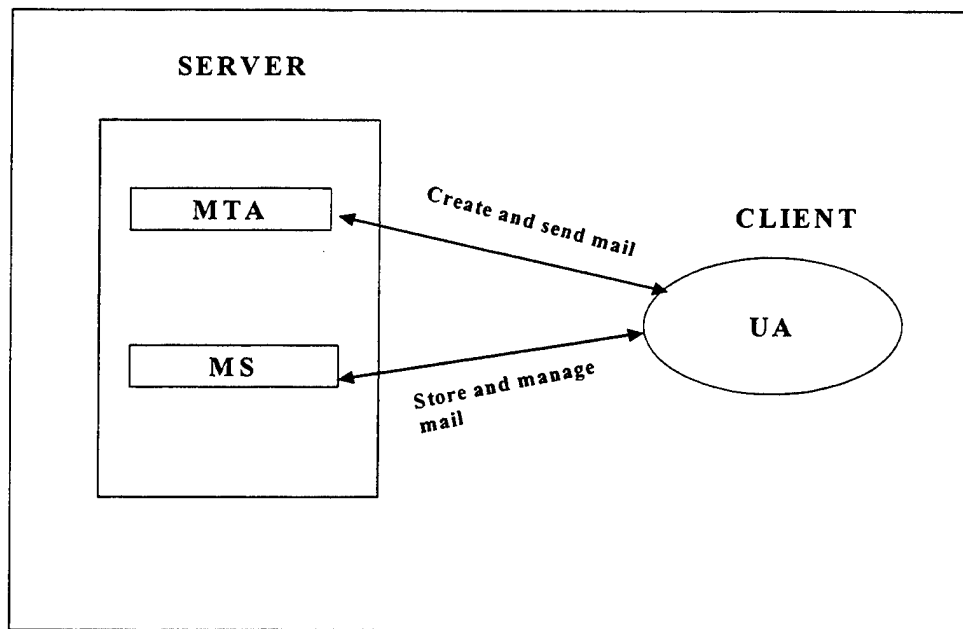 SERVER
MTA
Create and send mail
CLIENT
UA
MS
Store and manage
mail